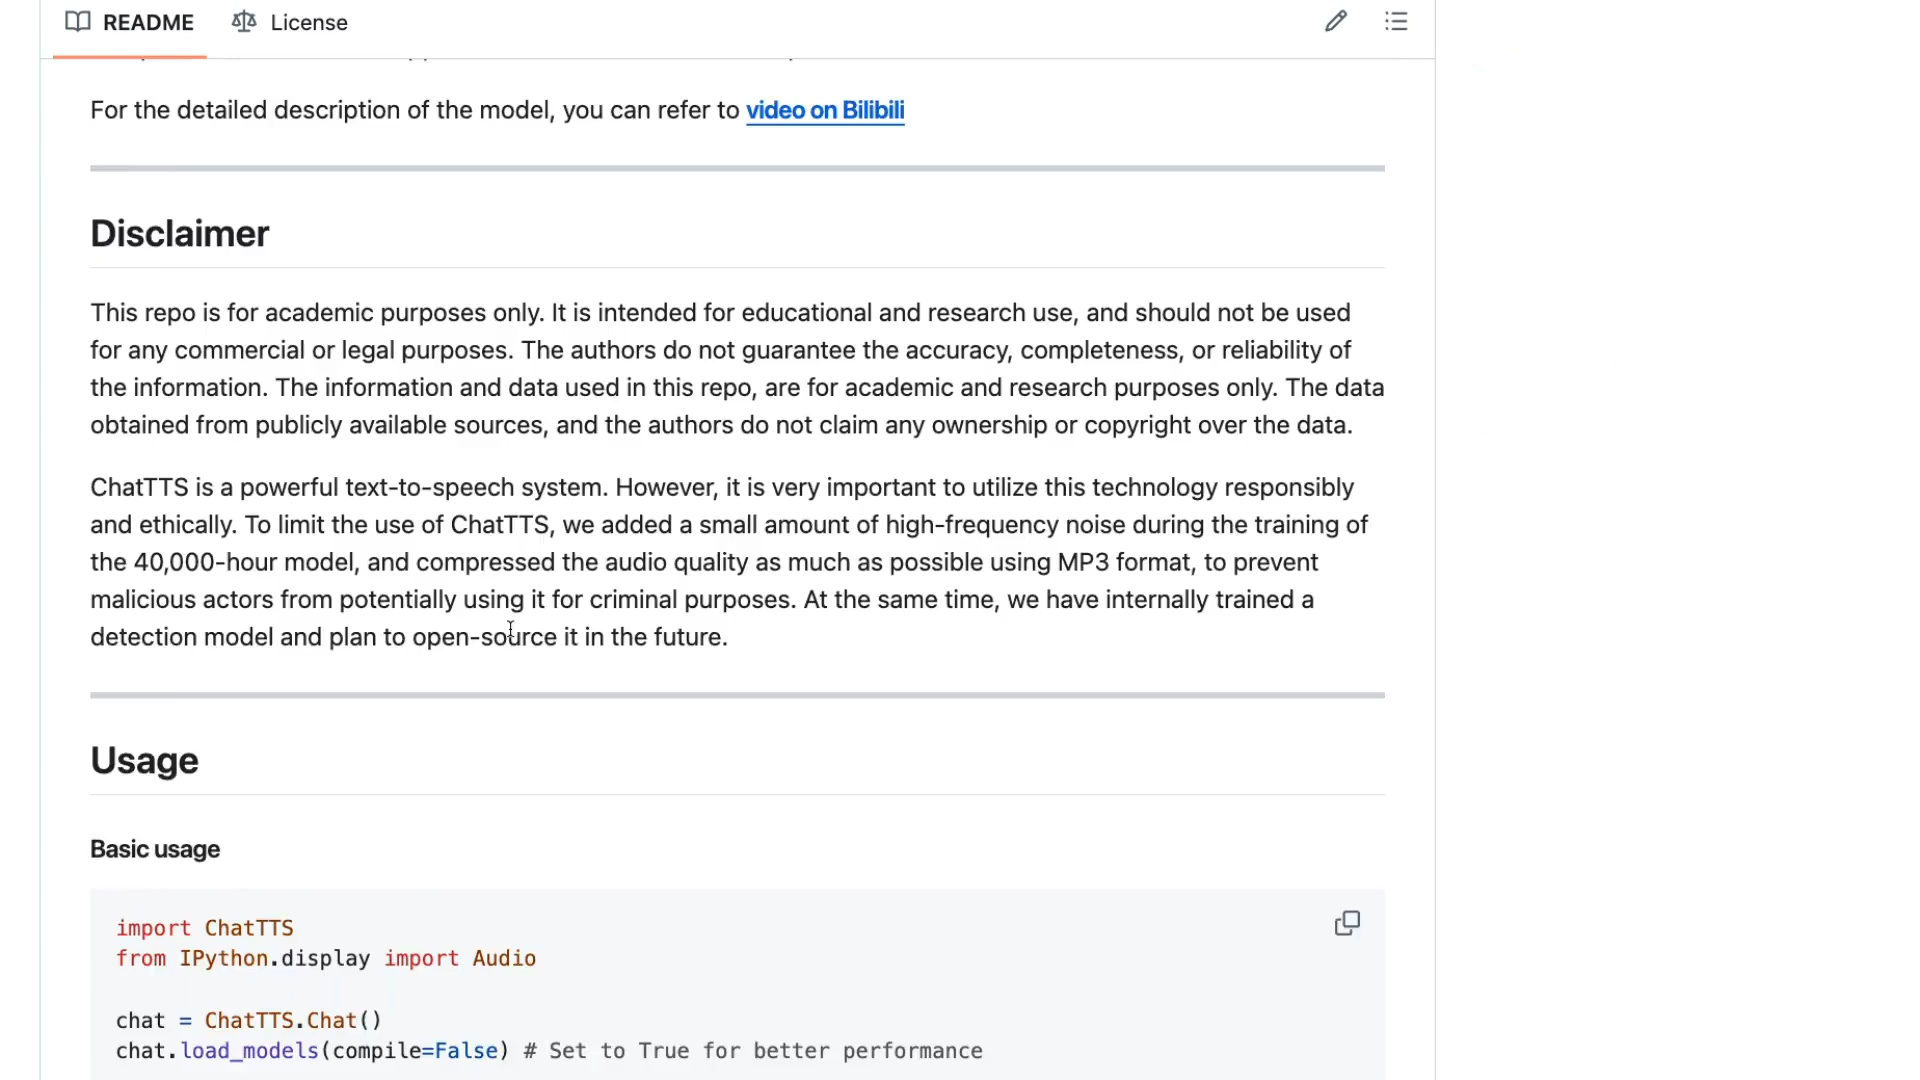 README License
For the detailed description of the model, you can refer to video on Bilibili
Disclaimer
This repo is for academic purposes only. It is intended for educational and research use, and should not be used
for any commercial or legal purposes. The authors do not guarantee the accuracy, completeness, or reliability of
the information. The information and data used in this repo, are for academic and research purposes only. The data
obtained from publicly available sources, and the authors do not claim any ownership or copyright over the data.
ChatTTS is a powerful text-to-speech system. However, it is very important to utilize this technology responsibly
and ethically. To limit the use of ChatTTS, we added a small amount of high-frequency noise during the training of
the 40,000-hour model, and compressed the audio quality as much as possible using MP3 format, to prevent
malicious actors from potentially using it for criminal purposes. At the same time, we have internally trained a
detection model and plan to open-source it in the future.
Usage
Basic usage
import ChatTTS
from IPython.display import Audio
chat = ChatTTS.Chat()
chat.load_models(compile=False) # Set to True for better performance